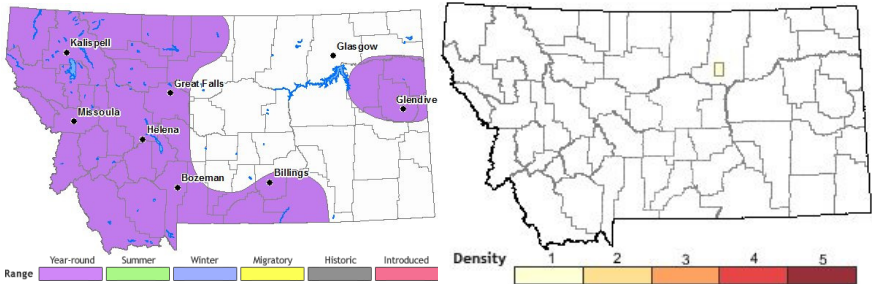 Kalispell
Glasgow
Great Falls
Glendive
Missoula
Helena
Bozeman
Billings
Range Year-round Summer Winter Migratory Historic Introduced
Density 1 2 3 4 5